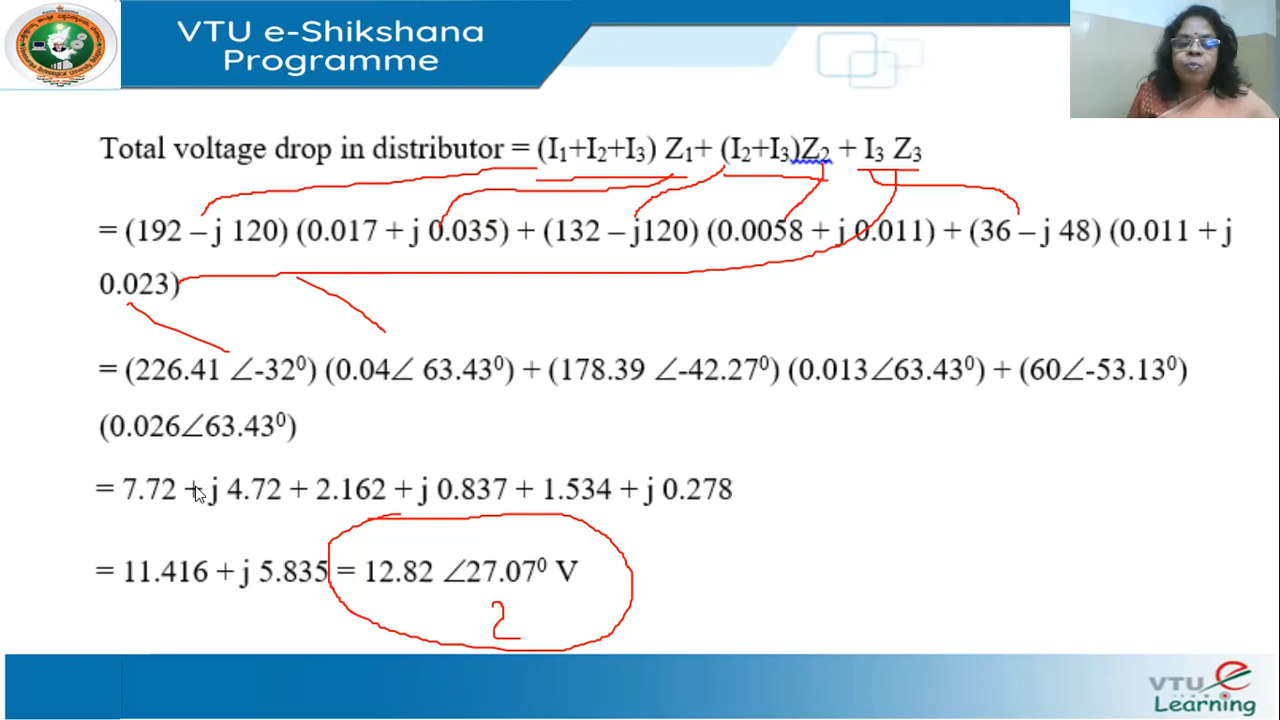 VTU e-Shikshana
Programme
Total voltage drop in distributor = (I₁+I₂+I₃) Z₁+ (I₂+I₃)Z₂ + I₃ Z₃
= (192 – j 120) (0.017 + j 0.035) + (132 – j120) (0.0058 + j 0.011) + (36 – j 48) (0.011 + j
0.023)
= (226.41 ∠-32⁰) (0.04∠ 63.43⁰) + (178.39 ∠-42.27⁰) (0.013∠63.43⁰) + (60∠-53.13⁰)
(0.026∠63.43⁰)
= 7.72 + j 4.72 + 2.162 + j 0.837 + 1.534 + j 0.278
= 11.416 + j 5.835 = 12.82 ∠27.07⁰ V
2
VTU e
Learning